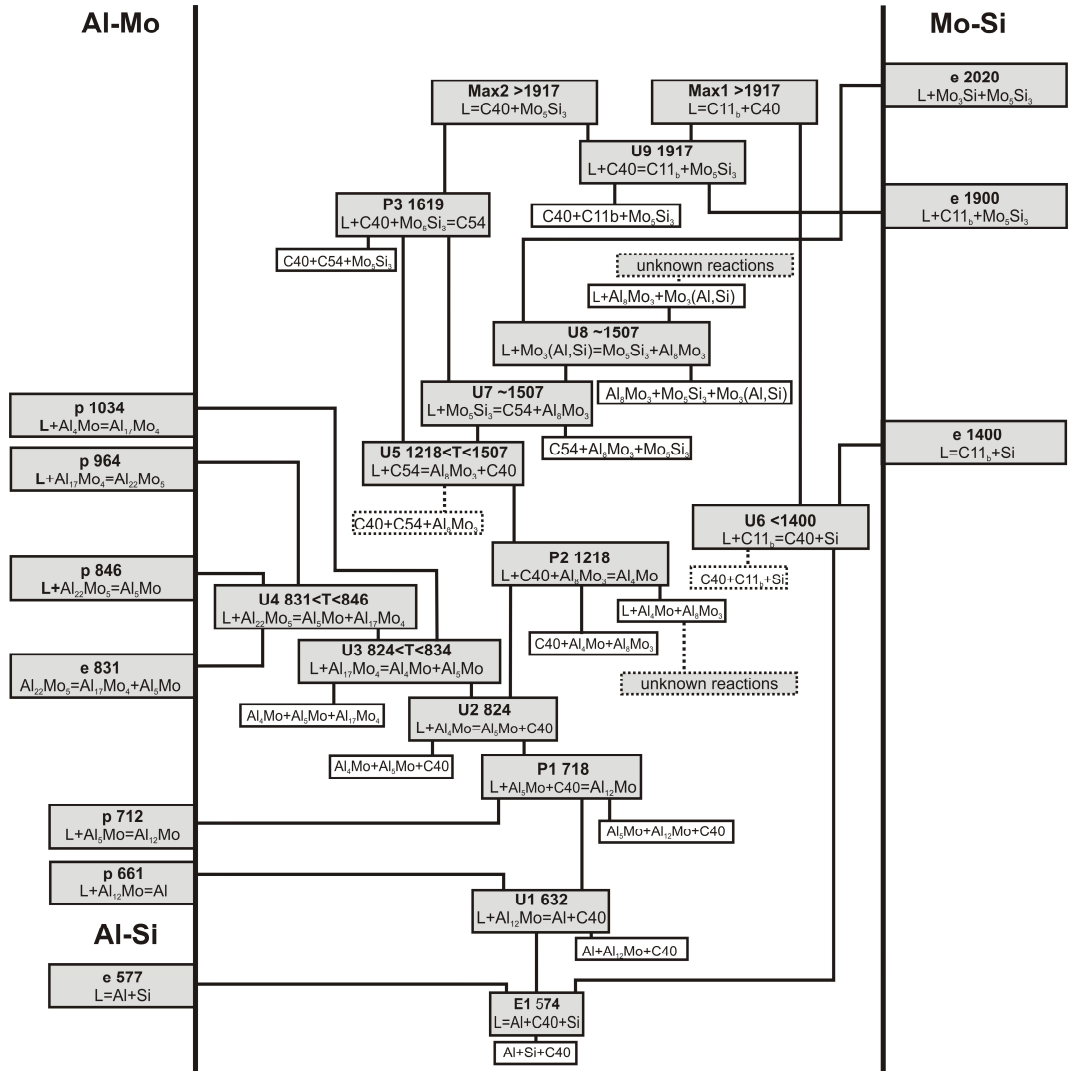 Al-Mo
Mo-Si
e 2020
L+Mo₃Si+Mo₅Si₃
Max2 >1917
L=C40+Mo₅Si₃
Max1 >1917
L=C11b+C40
U9 1917
L+C40=C11b+Mo₅Si₃
e 1900
L+C11b+Mo₅Si₃
P3 1619
L+C40+Mo₆Si₃=C54
C40+C11b+Mo₅Si₃
C40+C54+Mo₅Si₃
unknown reactions
L+Al₈Mo₃+Mo₃(Al,Si)
U8 ~1507
L+Mo₃(Al,Si)=Mo₅Si₃+Al₈Mo₃
U7 ~1507
L+Mo₅Si₃=C54+Al₈Mo₃
Al₈Mo₃+Mo₅Si₃+Mo₃(Al,Si)
p 1034
L+Al₄Mo=Al₁₇Mo₄
e 1400
L=C11b+Si
C54+Al₈Mo₃+Mo₅Si₃
U5 1218<T<1507
L+C54=Al₈Mo₃+C40
p 964
L+Al₁₇Mo₄=Al₂₂Mo₅
C40+C54+Al₈Mo₃
U6 <1400
L+C11b=C40+Si
P2 1218
L+C40+Al₈Mo₃=Al₄Mo
C40+C11b+Si
p 846
L+Al₂₂Mo₅=Al₅Mo
U4 831<T<846
L+Al₂₂Mo₅=Al₅Mo+Al₁₇Mo₄
L+Al₄Mo+Al₈Mo₃
C40+Al₄Mo+Al₈Mo₃
U3 824<T<834
L+Al₁₇Mo₄=Al₄Mo+Al₅Mo
e 831
Al₂₂Mo₅=Al₁₇Mo₄+Al₅Mo
unknown reactions
Al₄Mo+Al₅Mo+Al₁₇Mo₄
U2 824
L+Al₄Mo=Al₅Mo+C40
Al₄Mo+Al₅Mo+C40
P1 718
L+Al₅Mo+C40=Al₁₂Mo
p 712
L+Al₅Mo=Al₁₂Mo
Al₅Mo+Al₁₂Mo+C40
p 661
L+Al₁₂Mo=Al
U1 632
L+Al₁₂Mo=Al+C40
Al-Si
Al+Al₁₂Mo+C40
e 577
L=Al+Si
E1 574
L=Al+C40+Si
Al+Si+C40